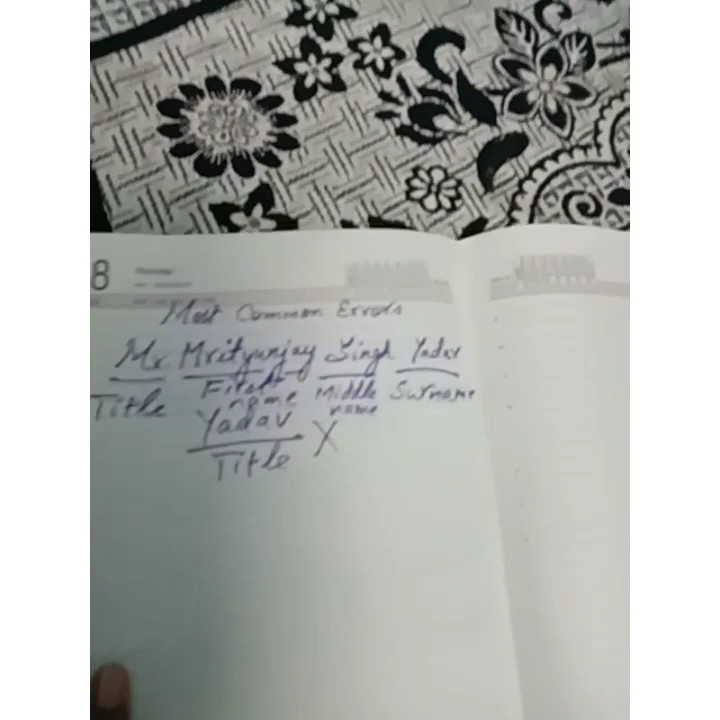 8
Most Common Errors
Mr. Mrityunjay Singh Yadav
Title First name Middle name Surname
Yadav X
Title